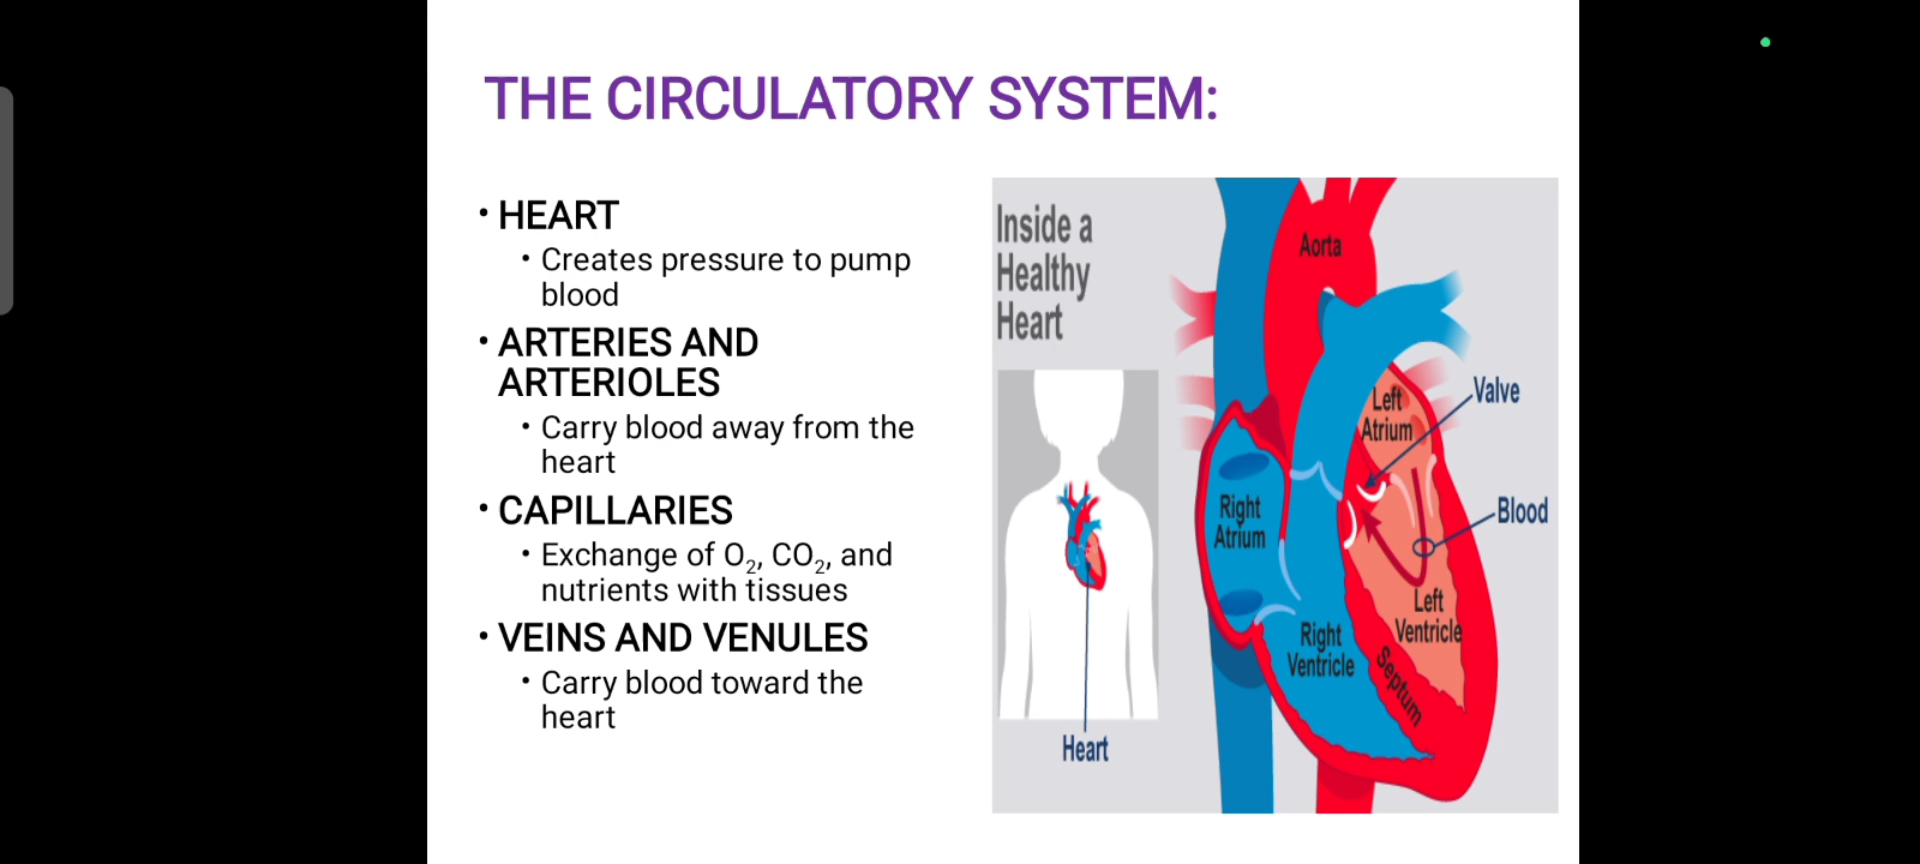 THE CIRCULATORY SYSTEM:
• HEART
• Creates pressure to pump
blood
• ARTERIES AND
ARTERIOLES
• Carry blood away from the
heart
• CAPILLARIES
• Exchange of O₂, CO₂, and
nutrients with tissues
• VEINS AND VENULES
• Carry blood toward the
heart
Inside a
Healthy
Heart
Heart
Aorta
Left
Atrium
Valve
Right
Atrium
Blood
Left
Ventricle
Right
Ventricle
Septum